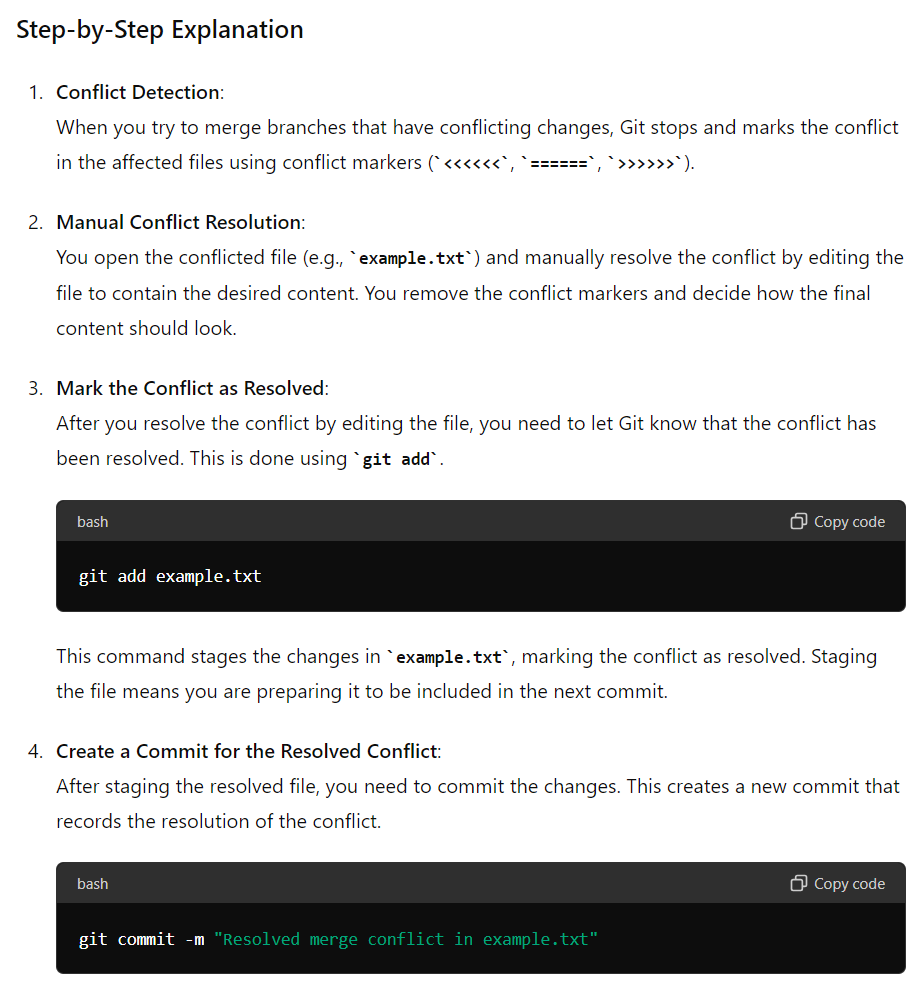 Step-by-Step Explanation
1. Conflict Detection:
When you try to merge branches that have conflicting changes, Git stops and marks the conflict
in the affected files using conflict markers (`<<<<<<`, `======`, `>>>>>>`).
2. Manual Conflict Resolution:
You open the conflicted file (e.g., `example.txt`) and manually resolve the conflict by editing the
file to contain the desired content. You remove the conflict markers and decide how the final
content should look.
3. Mark the Conflict as Resolved:
After you resolve the conflict by editing the file, you need to let Git know that the conflict has
been resolved. This is done using `git add`.
bash Copy code
git add example.txt
This command stages the changes in `example.txt`, marking the conflict as resolved. Staging
the file means you are preparing it to be included in the next commit.
4. Create a Commit for the Resolved Conflict:
After staging the resolved file, you need to commit the changes. This creates a new commit that
records the resolution of the conflict.
bash Copy code
git commit -m "Resolved merge conflict in example.txt"